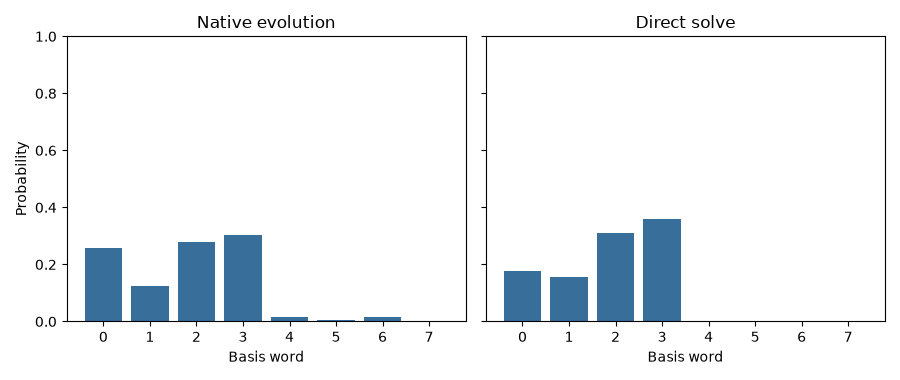 Native evolution
Direct solve
Probability
1.0
0.8
0.6
0.4
0.2
0.0
0 1 2 3 4 5 6 7
0 1 2 3 4 5 6 7
Basis word
Basis word